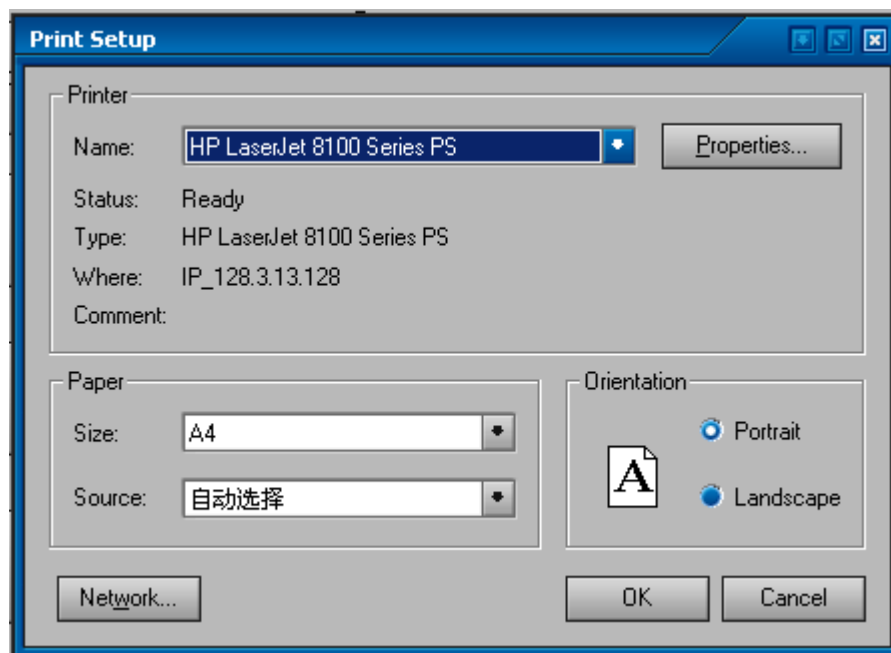 Print Setup
Printer
Name: HP LaserJet 8100 Series PS Properties...
Status: Ready
Type: HP LaserJet 8100 Series PS
Where: IP_128.3.13.128
Comment:
Paper
Size: A4
Source: 自动选择
Orientation
A
Portrait
Landscape
Network... OK Cancel